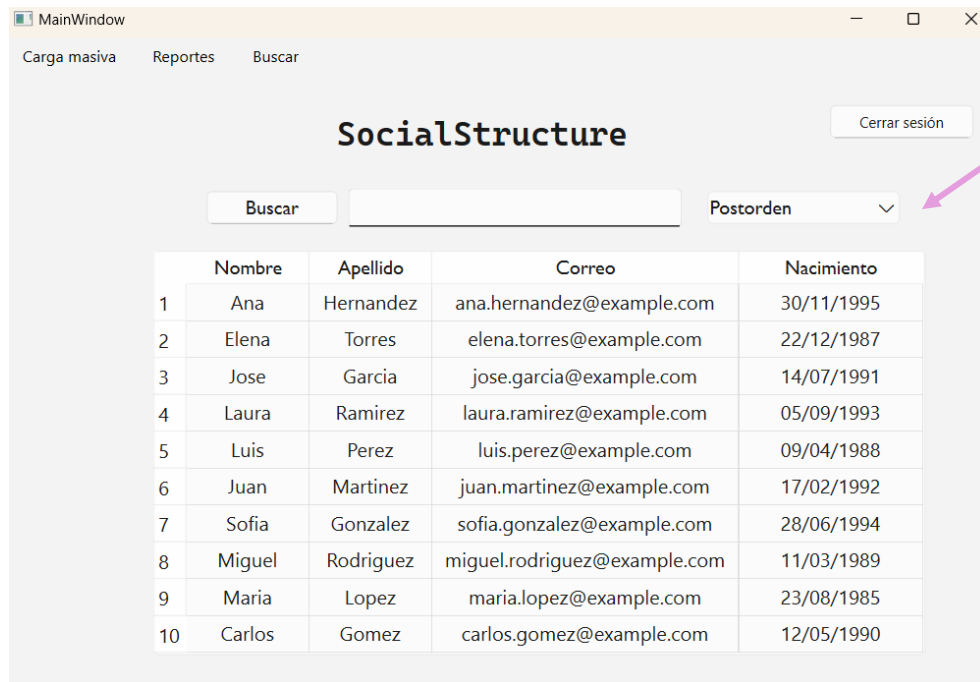 MainWindow
Carga masiva Reportes Buscar
Cerrar sesión
SocialStructure
Buscar Postorden
Nombre Apellido Correo Nacimiento
1 Ana Hernandez ana.hernandez@example.com 30/11/1995
2 Elena Torres elena.torres@example.com 22/12/1987
3 Jose Garcia jose.garcia@example.com 14/07/1991
4 Laura Ramirez laura.ramirez@example.com 05/09/1993
5 Luis Perez luis.perez@example.com 09/04/1988
6 Juan Martinez juan.martinez@example.com 17/02/1992
7 Sofia Gonzalez sofia.gonzalez@example.com 28/06/1994
8 Miguel Rodriguez miguel.rodriguez@example.com 11/03/1989
9 Maria Lopez maria.lopez@example.com 23/08/1985
10 Carlos Gomez carlos.gomez@example.com 12/05/1990